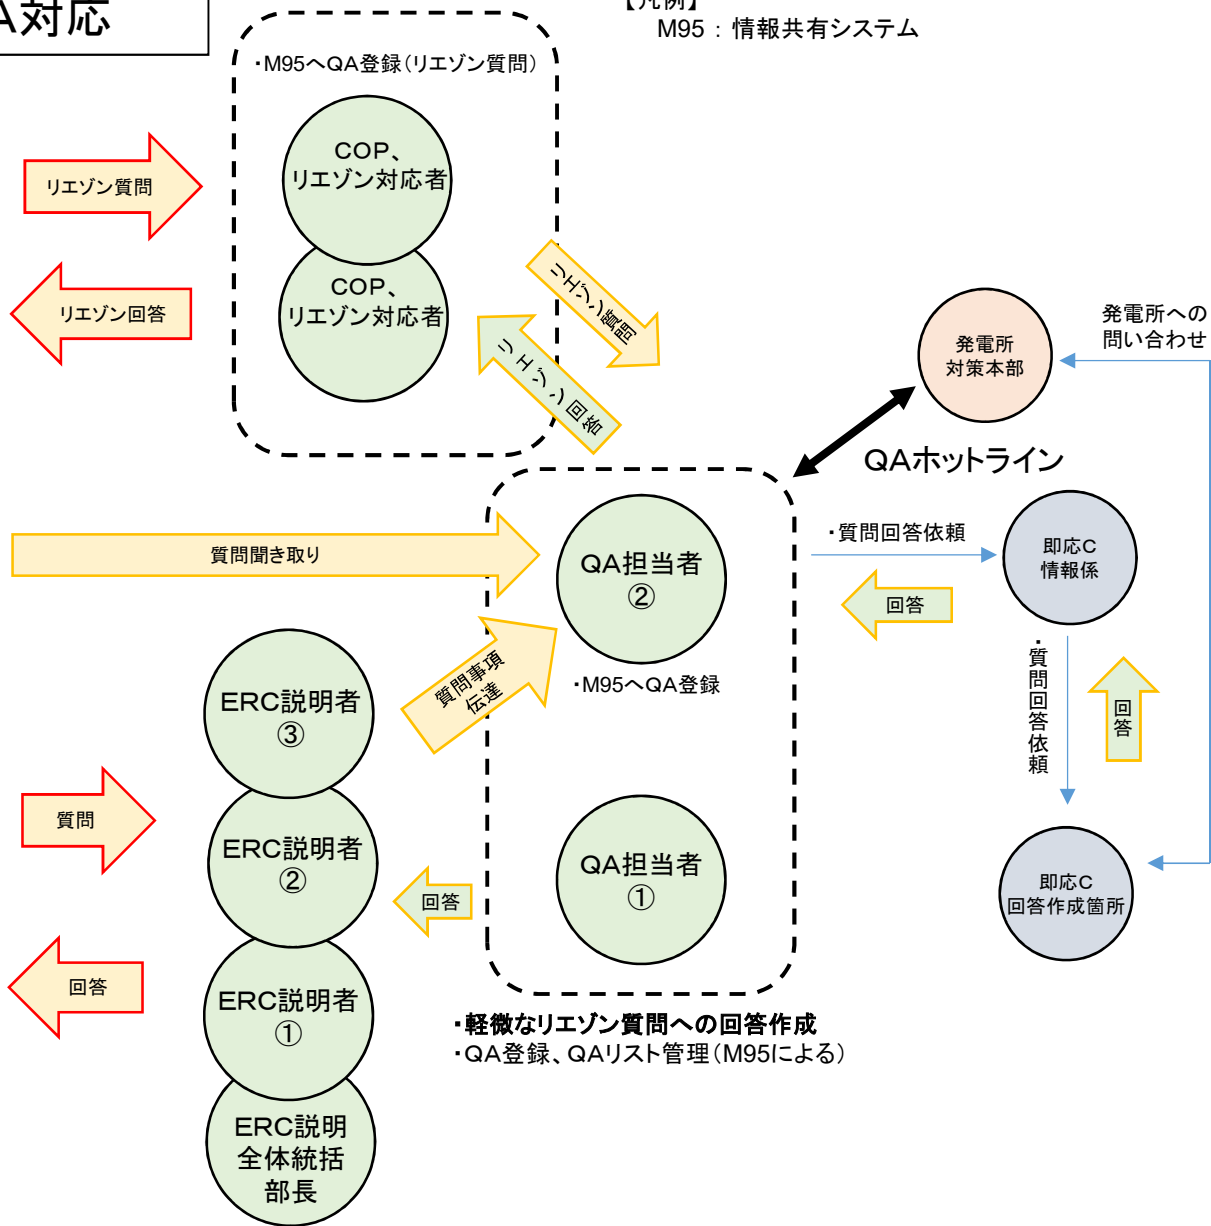 A対応
【凡例】
M95：情報共有システム
・M95へQA登録（リエゾン質問）
COP、
リエゾン対応者
リエゾン質問
COP、
リエゾン対応者
リエゾン回答
リエゾン質問
リエゾン回答
発電所
対策本部
発電所への
問い合わせ
QAホットライン
質問聞き取り
QA担当者
②
・M95へQA登録
・質問回答依頼
即応C
情報係
回答
質問事項
伝達
・質問回答依頼
回答
ERC説明者
③
質問
ERC説明者
②
回答
QA担当者
①
即応C
回答作成箇所
回答
ERC説明者
①
・軽微なリエゾン質問への回答作成
・QA登録、QAリスト管理（M95による）
ERC説明
全体統括
部長